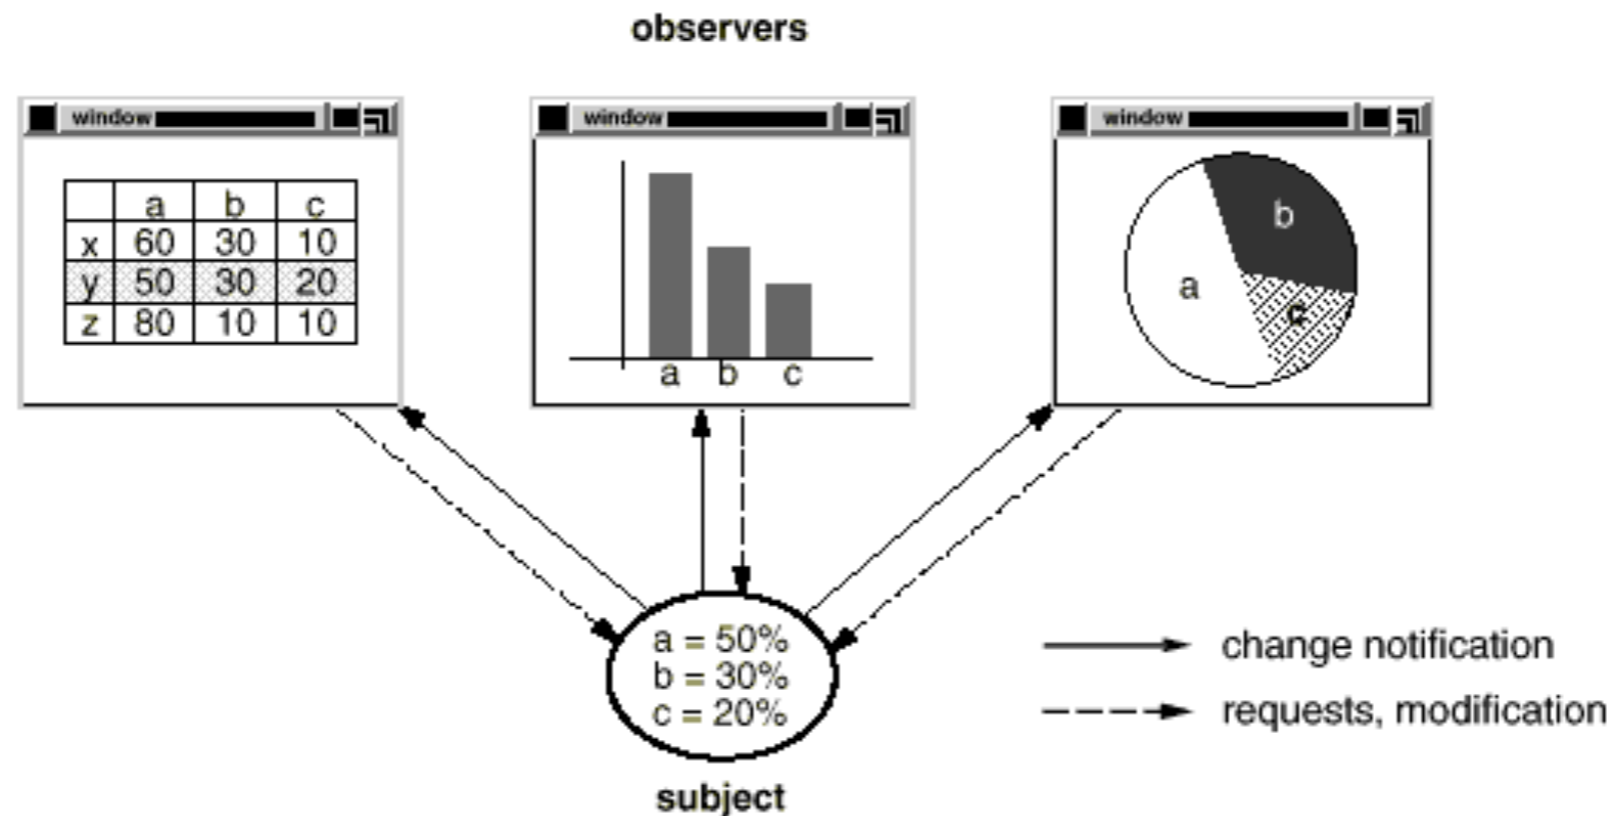 observers
window
a b c
x 60 30 10
y 50 30 20
z 80 10 10
window
a b c
window
b
a
c
a = 50%
b = 30%
c = 20%
subject
change notification
requests, modification